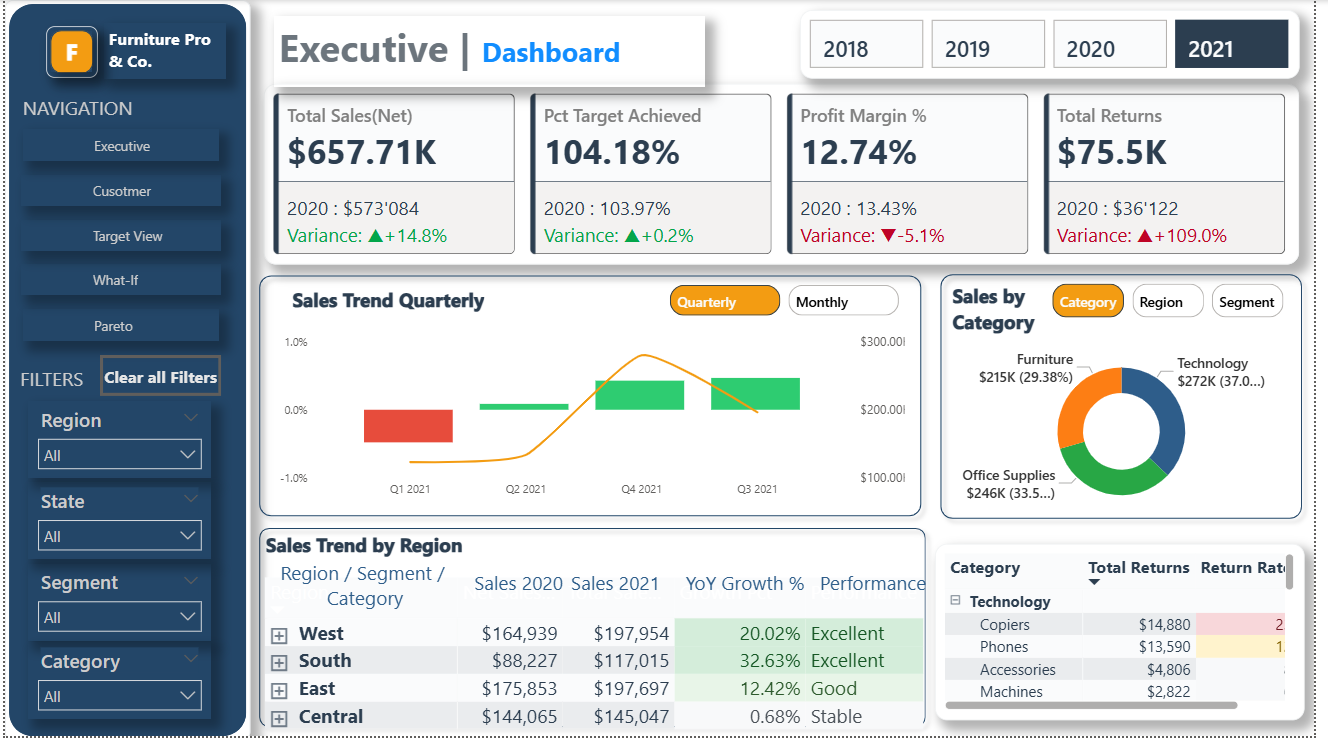 F
Furniture Pro
& Co.
NAVIGATION
Executive
Cusotmer
Target View
What-If
Pareto
FILTERS
Clear all Filters
Region
All
State
All
Segment
All
Category
All
Executive | Dashboard
2018
2019
2020
2021
Total Sales(Net)
$657.71K
2020 : $573'084
Variance: ▲+14.8%
Pct Target Achieved
104.18%
2020 : 103.97%
Variance: ▲+0.2%
Profit Margin %
12.74%
2020 : 13.43%
Variance: ▼-5.1%
Total Returns
$75.5K
2020 : $36'122
Variance: ▲+109.0%
Sales Trend Quarterly
Quarterly
Monthly
1.0%
0.0%
-1.0%
$300.00
$200.00
$100.00
Q1 2021
Q2 2021
Q4 2021
Q3 2021
Sales by
Category
Category
Region
Segment
Furniture
$215K (29.38%)
Technology
$272K (37.0...)
Office Supplies
$246K (33.5...)
Sales Trend by Region
Region / Segment /
Category
Sales 2020
Sales 2021
YoY Growth %
Performance
West $164,939 $197,954 20.02% Excellent
South $88,227 $117,015 32.63% Excellent
East $175,853 $197,697 12.42% Good
Central $144,065 $145,047 0.68% Stable
Category Total Returns Return Rate
Technology
Copiers $14,880 2
Phones $13,590 1
Accessories $4,806
Machines $2,822